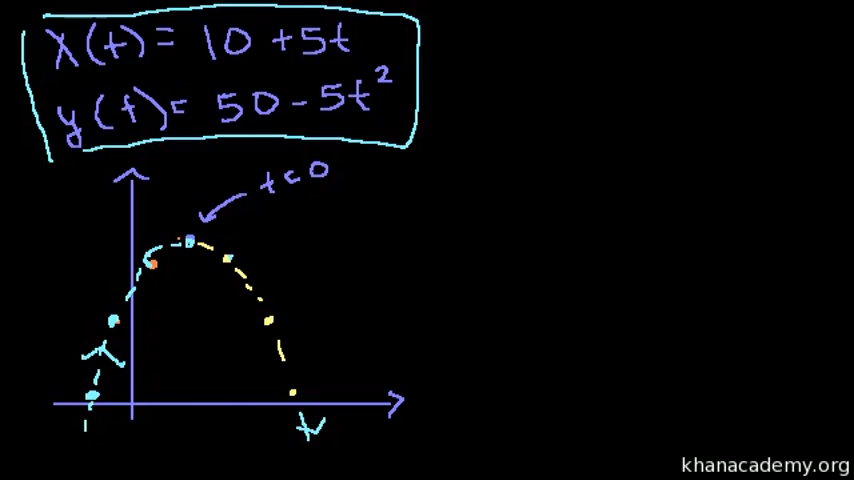 x(t) = 10 + 5t
y(t) = 50 - 5t²
t = 0
khanacademy.org